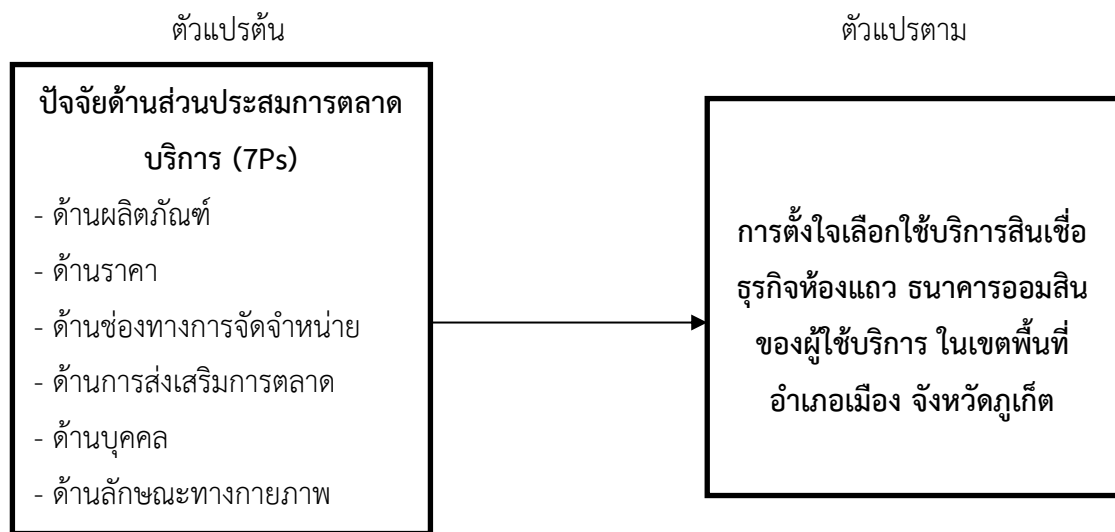 ตัวแปรต้น
ตัวแปรตาม
ปัจจัยด้านส่วนประสมการตลาด
บริการ (7Ps)
- ด้านผลิตภัณฑ์
- ด้านราคา
- ด้านช่องทางการจัดจำหน่าย
- ด้านการส่งเสริมการตลาด
- ด้านบุคคล
- ด้านลักษณะทางกายภาพ
การตั้งใจเลือกใช้บริการสินเชื่อ
ธุรกิจห้องแถว ธนาคารออมสิน
ของผู้ใช้บริการ ในเขตพื้นที่
อำเภอเมือง จังหวัดภูเก็ต